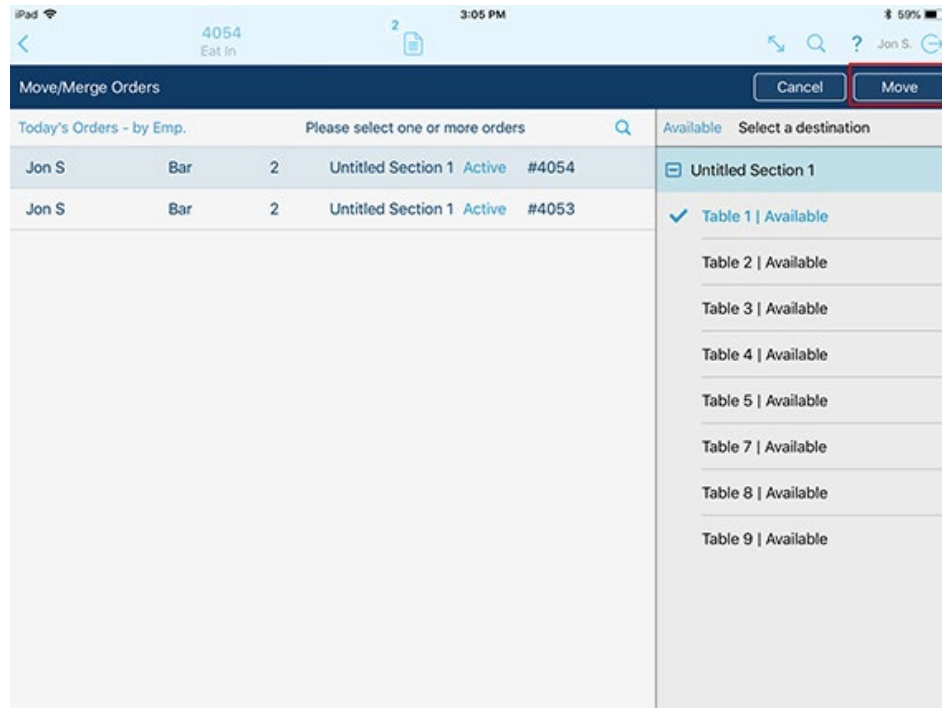 iPad 3:05 PM 59%
4054 2
Eat In ? Jon S.
Move/Merge Orders Cancel Move
Today's Orders - by Emp. Please select one or more orders Available Select a destination
Jon S Bar 2 Untitled Section 1 Active #4054
Jon S Bar 2 Untitled Section 1 Active #4053
Untitled Section 1
Table 1 | Available
Table 2 | Available
Table 3 | Available
Table 4 | Available
Table 5 | Available
Table 7 | Available
Table 8 | Available
Table 9 | Available